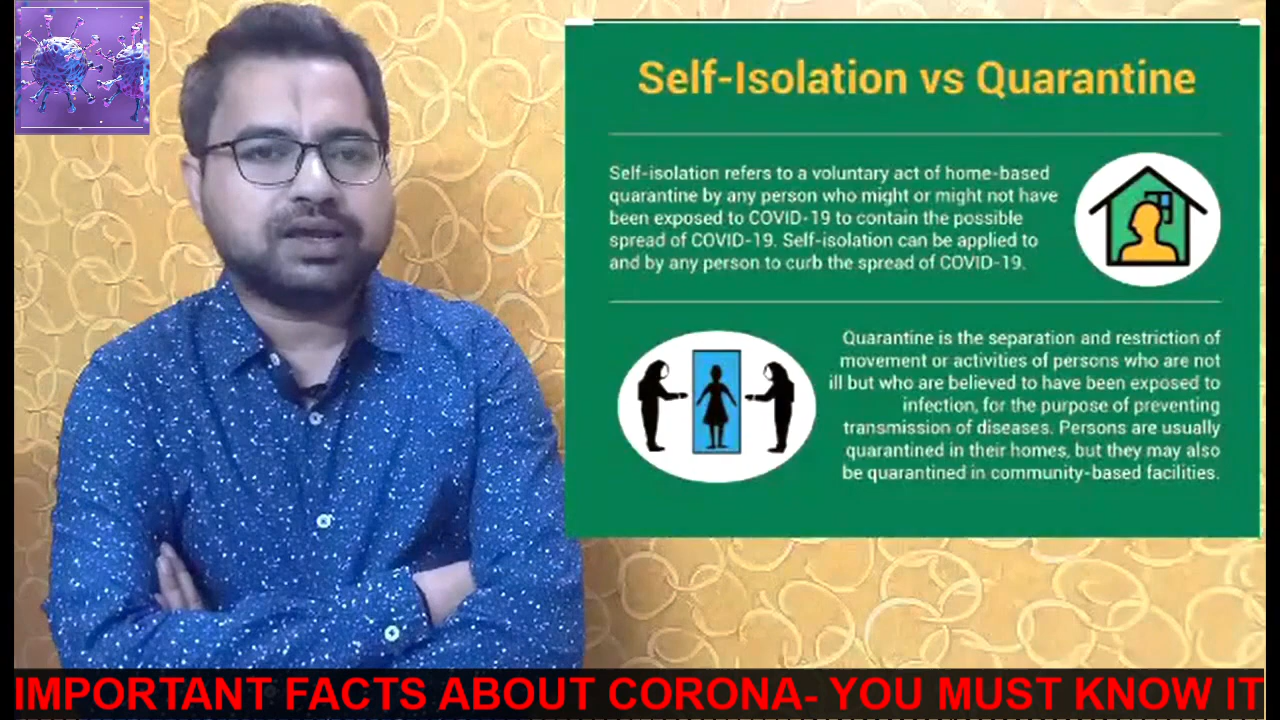 Self-Isolation vs Quarantine
Self-isolation refers to a voluntary act of home-based
quarantine by any person who might or might not have
been exposed to COVID-19 to contain the possible
spread of COVID-19. Self-isolation can be applied to
and by any person to curb the spread of COVID-19.
Quarantine is the separation and restriction of
movement or activities of persons who are not
ill but who are believed to have been exposed to
infection, for the purpose of preventing
transmission of diseases. Persons are usually
quarantined in their homes, but they may also
be quarantined in community-based facilities.
IMPORTANT FACTS ABOUT CORONA- YOU MUST KNOW IT